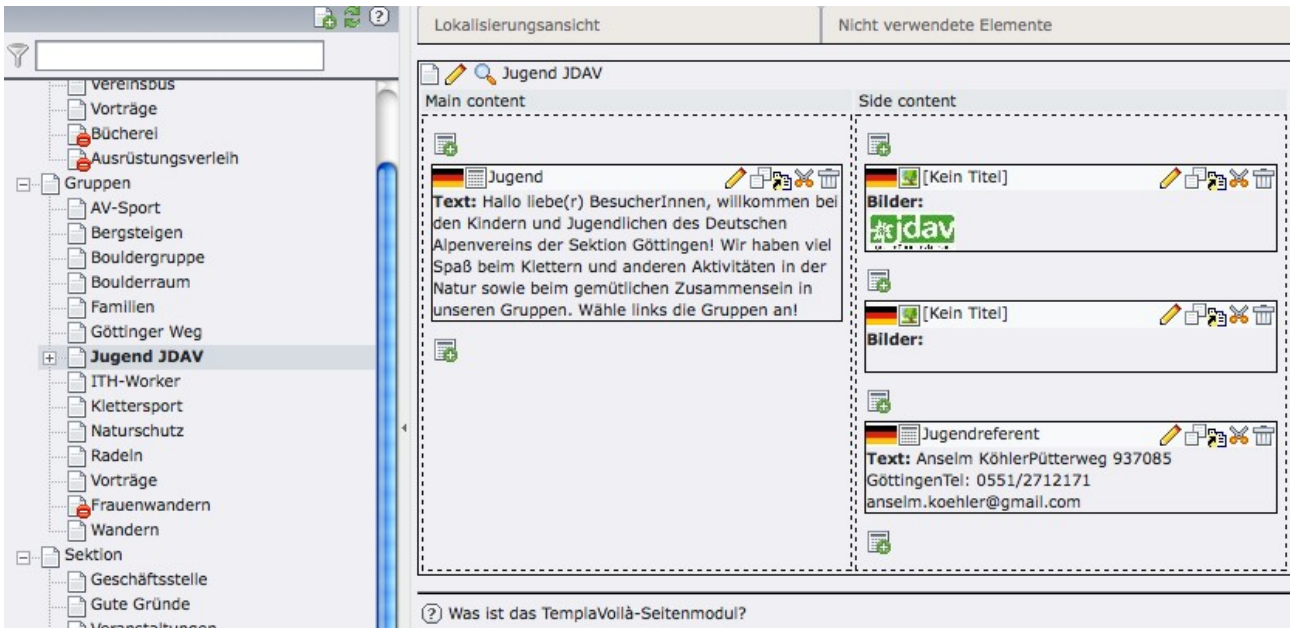 Vereinsbus
Vorträge
Bücherei
Ausrüstungsverleih
Gruppen
AV-Sport
Bergsteigen
Bouldergruppe
Boulderraum
Familien
Göttinger Weg
Jugend JDAV
ITH-Worker
Klettersport
Naturschutz
Radeln
Vorträge
Frauenwandern
Wandern
Sektion
Geschäftsstelle
Gute Gründe
Veranstaltungen
Lokalisierungsansicht
Nicht verwendete Elemente
Jugend JDAV
Main content
Jugend
Text: Hallo liebe(r) BesucherInnen, willkommen bei
den Kindern und Jugendlichen des Deutschen
Alpenvereins der Sektion Göttingen! Wir haben viel
Spaß beim Klettern und anderen Aktivitäten in der
Natur sowie beim gemütlichen Zusammensein in
unseren Gruppen. Wähle links die Gruppen an!
Side content
[Kein Titel]
Bilder:
jdav
[Kein Titel]
Bilder:
Jugendreferent
Text: Anselm KöhlerPütterweg 937085
GöttingenTel: 0551/2712171
anselm.koehler@gmail.com
Was ist das TemplaVoilà-Seitenmodul?